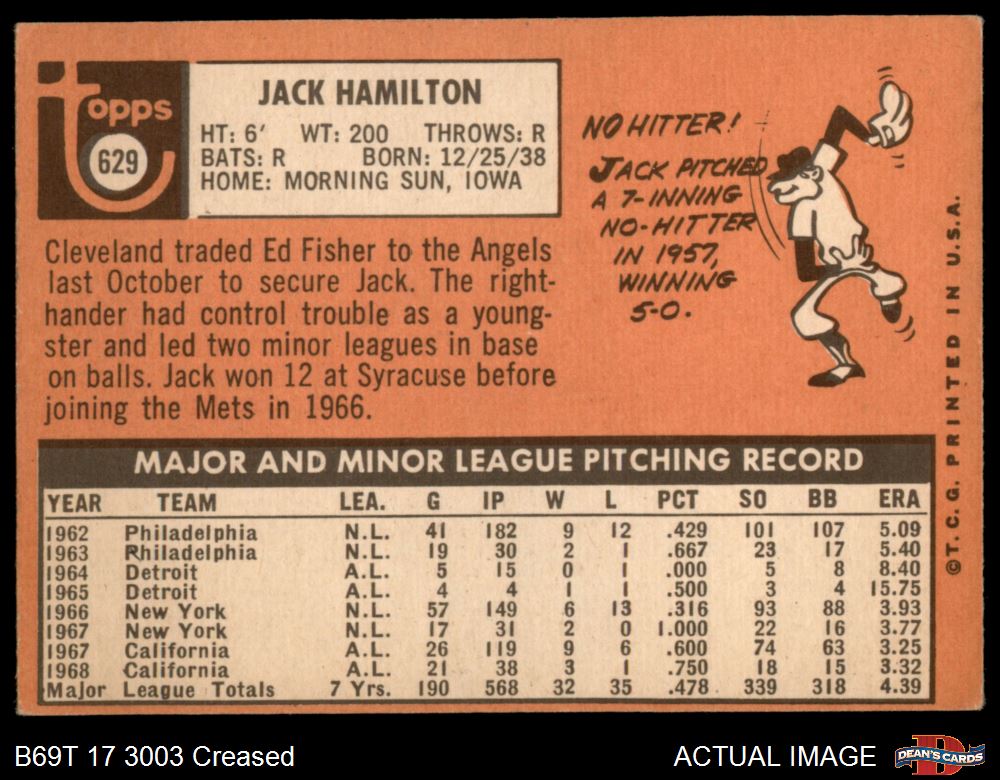 Topps
629
JACK HAMILTON
HT: 6' WT: 200 THROWS: R
BATS: R BORN: 12/25/38
HOME: MORNING SUN, IOWA
Cleveland traded Ed Fisher to the Angels
last October to secure Jack. The right-
hander had control trouble as a young-
ster and led two minor leagues in base
on balls. Jack won 12 at Syracuse before
joining the Mets in 1966.
NO HITTER!
JACK PITCHED
A 7-INNING
NO-HITTER
IN 1957,
WINNING
5-0.
©T.C.G. PRINTED IN U.S.A.
MAJOR AND MINOR LEAGUE PITCHING RECORD
YEAR TEAM LEA. G IP W L PCT SO BB ERA
1962 Philadelphia N.L. 41 182 9 12 .429 101 107 5.09
1963 Philadelphia N.L. 19 30 2 1 .667 23 17 5.40
1964 Detroit A.L. 5 15 0 1 .000 5 8 8.40
1965 Detroit A.L. 4 4 1 1 .500 3 4 15.75
1966 New York N.L. 57 149 6 13 .316 93 88 3.93
1967 New York N.L. 17 31 2 0 1.000 22 16 3.77
1967 California A.L. 26 119 9 6 .600 74 63 3.25
1968 California A.L. 21 38 3 1 .750 18 15 3.32
Major League Totals 7 Yrs. 190 568 32 35 .478 339 318 4.39
B69T 17 3003 Creased
ACTUAL IMAGE
DEAN'S CARDS